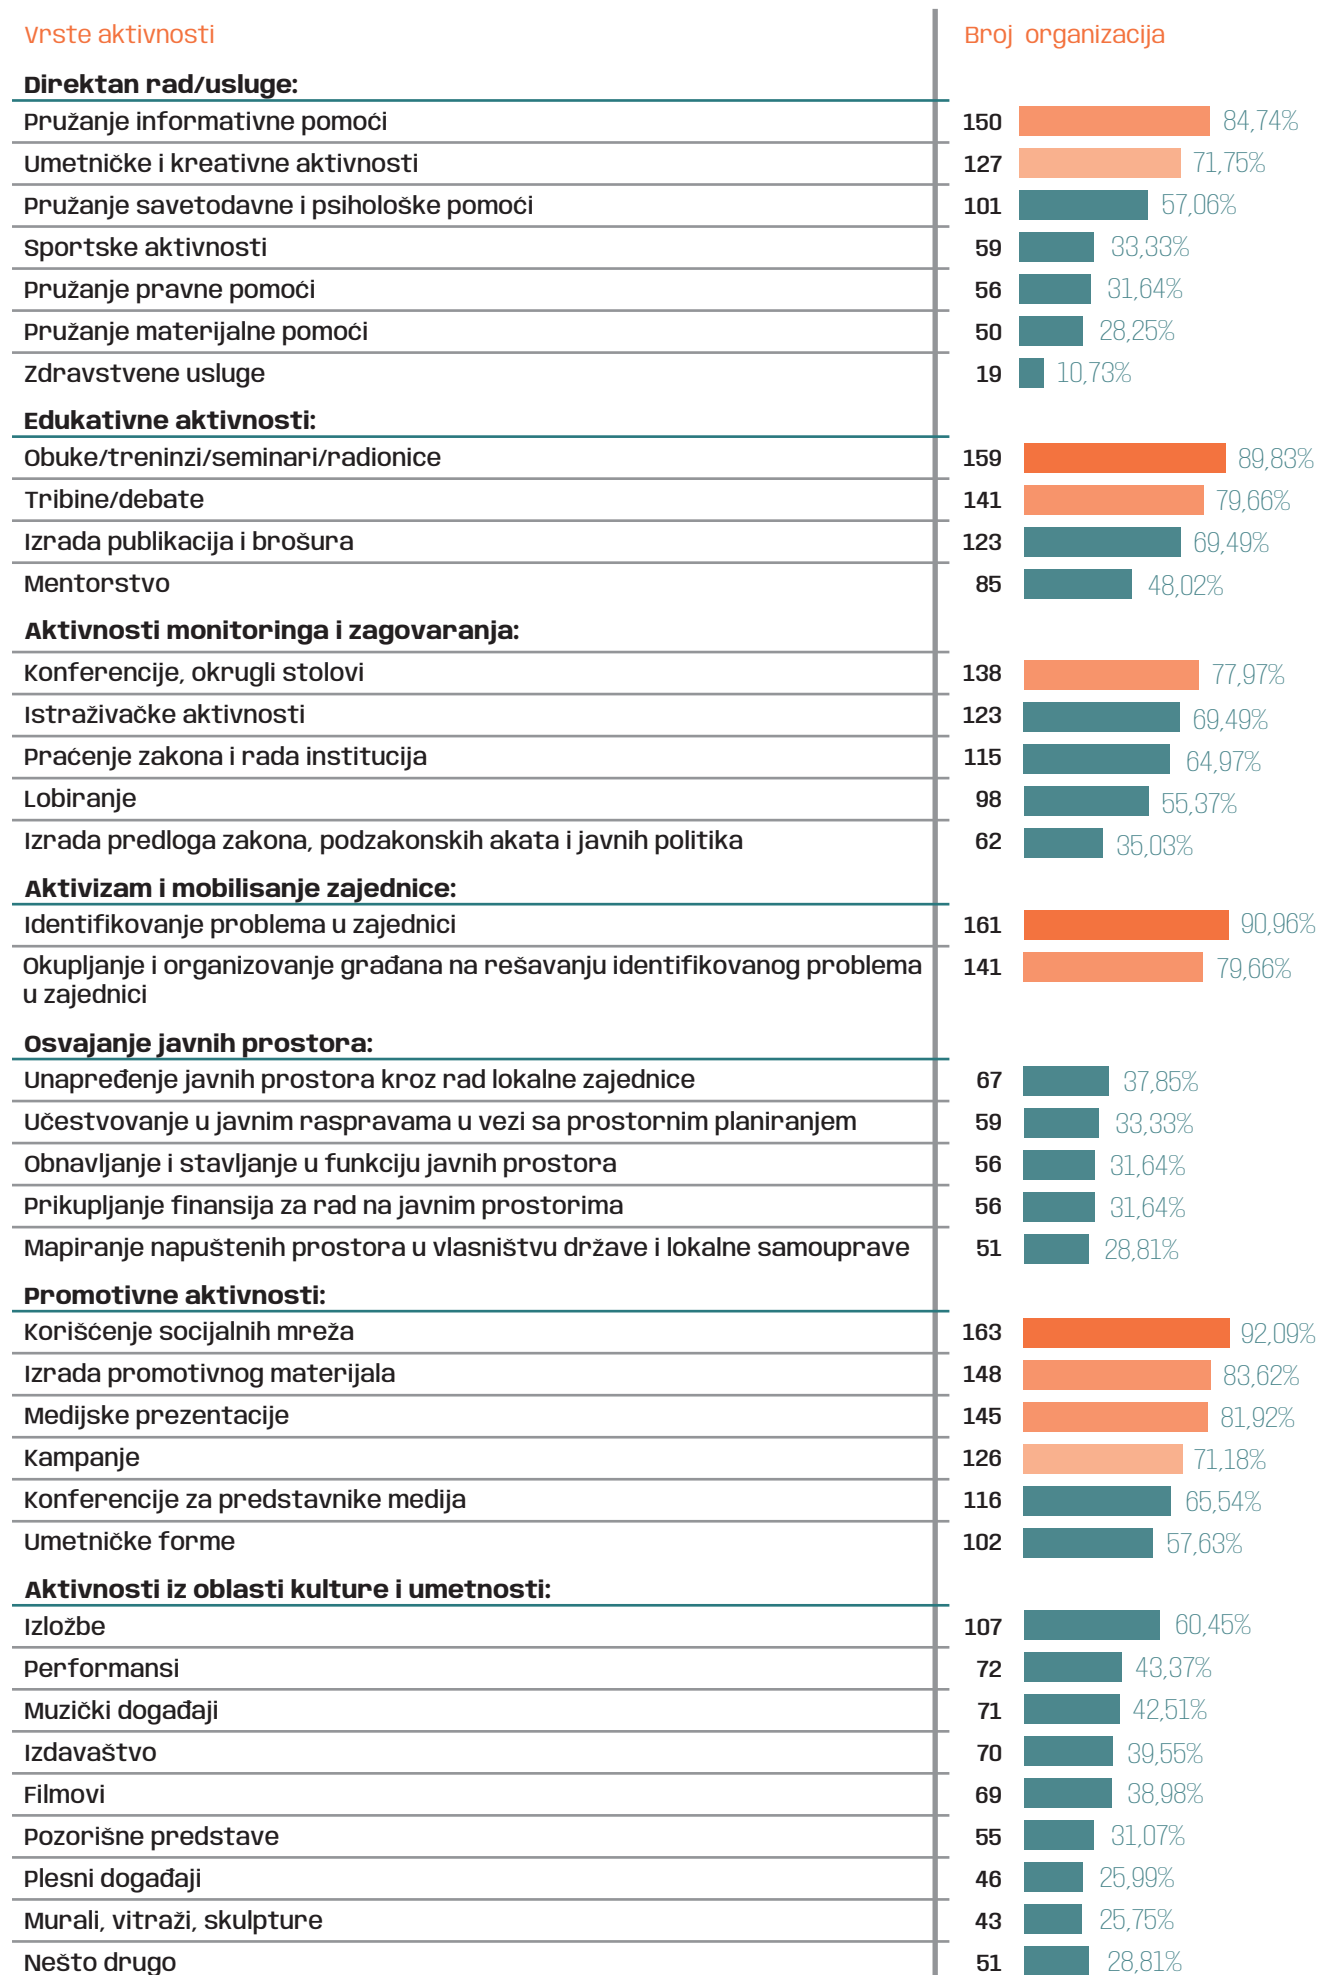 Vrste aktivnosti Broj organizacija
Direktan rad/usluge:
Pružanje informativne pomoći 150 84,74%
Umetničke i kreativne aktivnosti 127 71,75%
Pružanje savetodavne i psihološke pomoći 101 57,06%
Sportske aktivnosti 59 33,33%
Pružanje pravne pomoći 56 31,64%
Pružanje materijalne pomoći 50 28,25%
Zdravstvene usluge 19 10,73%
Edukativne aktivnosti:
Obuke/treninzi/seminari/radionice 159 89,83%
Tribine/debate 141 79,66%
Izrada publikacija i brošura 123 69,49%
Mentorstvo 85 48,02%
Aktivnosti monitoringa i zagovaranja:
Konferencije, okrugli stolovi 138 77,97%
Istraživačke aktivnosti 123 69,49%
Praćenje zakona i rada institucija 115 64,97%
Lobiranje 98 55,37%
Izrada predloga zakona, podzakonskih akata i javnih politika 62 35,03%
Aktivizam i mobilisanje zajednice:
Identifikovanje problema u zajednici 161 90,96%
Okupljanje i organizovanje građana na rešavanju identifikovanog problema 141 79,66%
u zajednici
Osvajanje javnih prostora:
Unapređenje javnih prostora kroz rad lokalne zajednice 67 37,85%
Učestvovanje u javnim raspravama u vezi sa prostornim planiranjem 59 33,33%
Obnavljanje i stavljanje u funkciju javnih prostora 56 31,64%
Prikupljanje finansija za rad na javnim prostorima 56 31,64%
Mapiranje napuštenih prostora u vlasništvu države i lokalne samouprave 51 28,81%
Promotivne aktivnosti:
Korišćenje socijalnih mreža 163 92,09%
Izrada promotivnog materijala 148 83,62%
Medijske prezentacije 145 81,92%
Kampanje 126 71,18%
Konferencije za predstavnike medija 116 65,54%
Umetničke forme 102 57,63%
Aktivnosti iz oblasti kulture i umetnosti:
Izložbe 107 60,45%
Performansi 72 43,37%
Muzički događaji 71 42,51%
Izdavaštvo 70 39,55%
Filmovi 69 38,98%
Pozorišne predstave 55 31,07%
Plesni događaji 46 25,99%
Murali, vitraži, skulpture 43 25,75%
Nešto drugo 51 28,81%